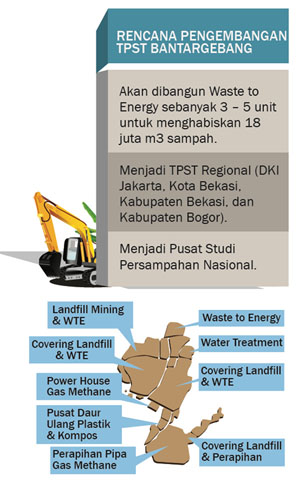 RENCANA PENGEMBANGAN
TPST BANTARGEBANG
Akan dibangun Waste to
Energy sebanyak 3 – 5 unit
untuk menghabiskan 18
juta m3 sampah.
Menjadi TPST Regional (DKI
Jakarta, Kota Bekasi,
Kabupaten Bekasi, dan
Kabupaten Bogor).
Menjadi Pusat Studi
Persampahan Nasional.
Landfill Mining
& WTE
Covering Landfill
& WTE
Power House
Gas Methane
Pusat Daur
Ulang Plastik
& Kompos
Perapihan Pipa
Gas Methane
Waste to Energy
Water Treatment
Covering Landfill
& WTE
Covering Landfill
& Perapihan